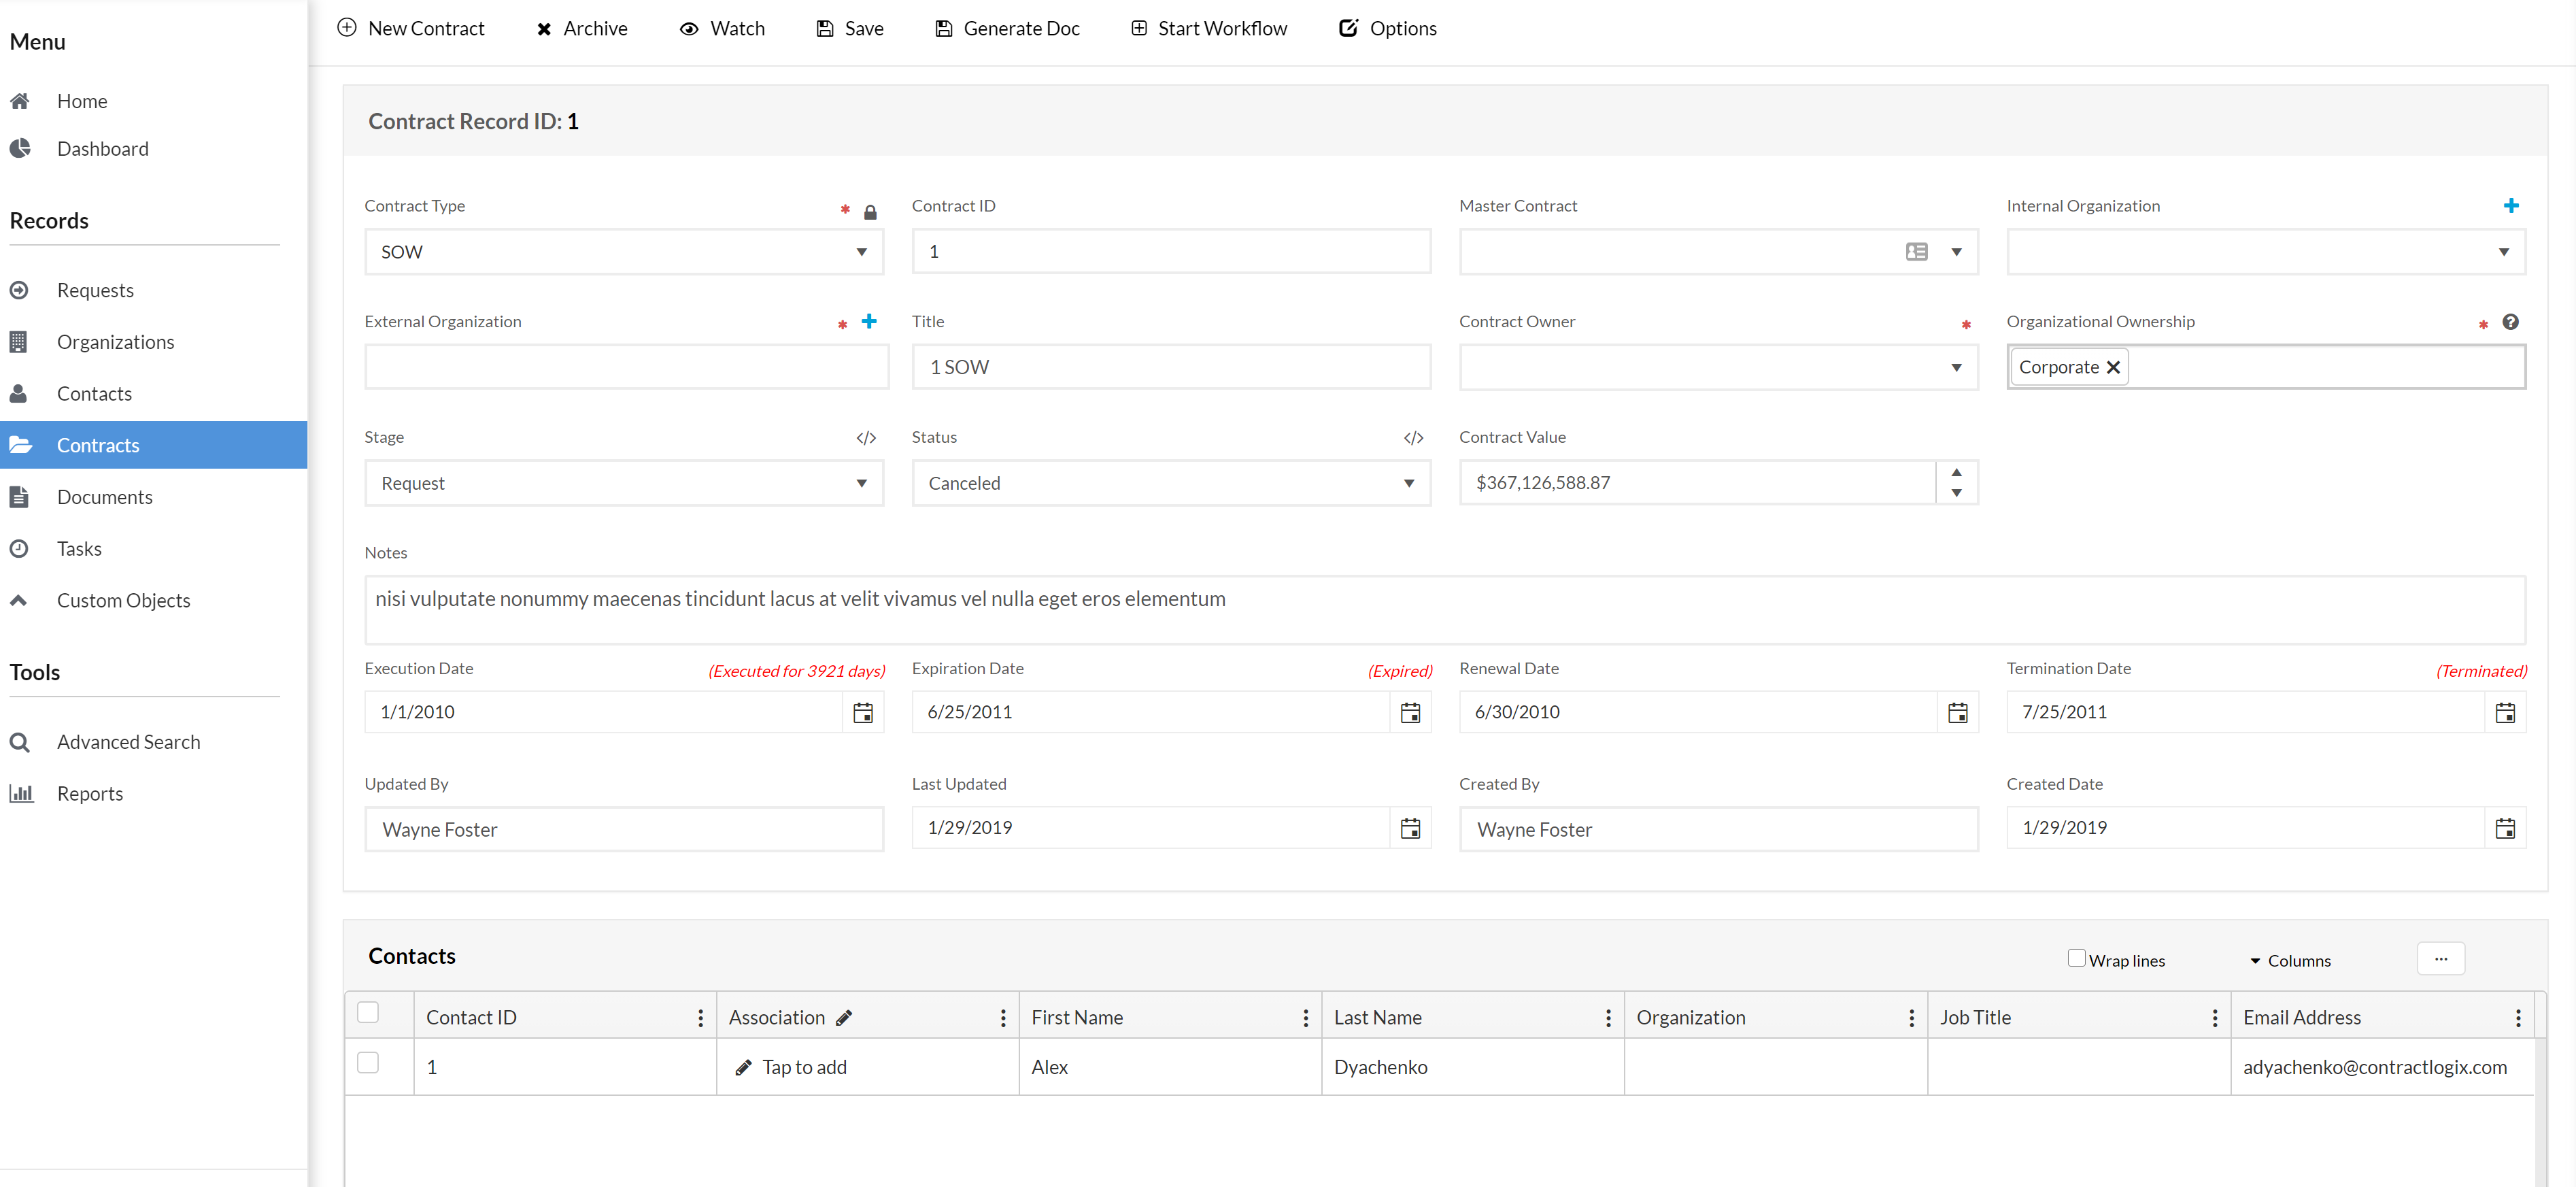 New Contract
Archive
Watch
Save
Generate Doc
Start Workflow
Options
Menu
Home
Dashboard
Records
Requests
Organizations
Contacts
Contracts
Documents
Tasks
Custom Objects
Tools
Advanced Search
Reports
Contract Record ID: 1
Contract Type *
Contract ID
Master Contract
Internal Organization
SOW
1
External Organization *
Title
Contract Owner *
Organizational Ownership *
1 SOW
Corporate
Stage </>
Status </>
Contract Value
Request
Canceled
$367,126,588.87
Notes
nisi vulputate nonummy maecenas tincidunt lacus at velit vivamus vel nulla eget eros elementum
Execution Date (Executed for 3921 days)
Expiration Date (Expired)
Renewal Date
Termination Date (Terminated)
1/1/2010
6/25/2011
6/30/2010
7/25/2011
Updated By
Last Updated
Created By
Created Date
Wayne Foster
1/29/2019
Wayne Foster
1/29/2019
Contacts
Wrap lines
Columns
...
Contact ID
Association
First Name
Last Name
Organization
Job Title
Email Address
1
Tap to add
Alex
Dyachenko
adyachenko@contractlogix.com